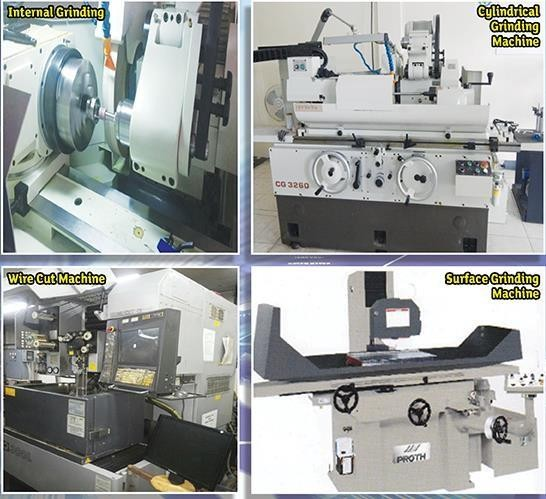 Internal Grinding
Cylindrical
Grinding
Machine
CG 3260
Wire Cut Machine
Surface Grinding
Machine
PROTH